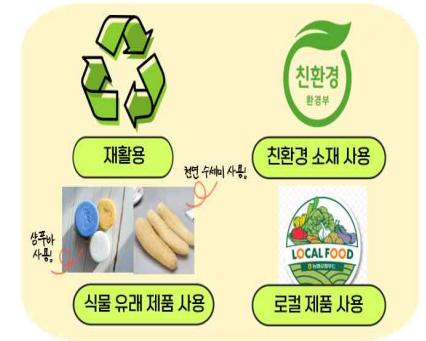 친환경
환경부
재활용
친환경 소재 사용
천연 수세미 사용!
샴푸바
사용!
LOCAL FOOD
식물 유래 제품 사용
로컬 제품 사용